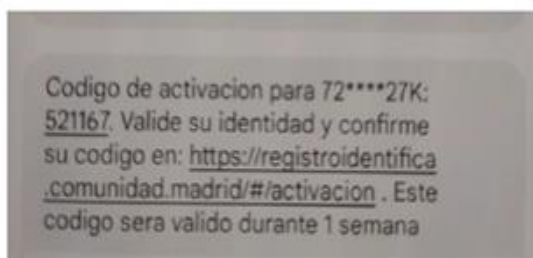 Codigo de activacion para 72****27K:
521167. Valide su identidad y confirme
su codigo en: https://registroidentifica
.comunidad.madrid/#/activacion . Este
codigo sera valido durante 1 semana